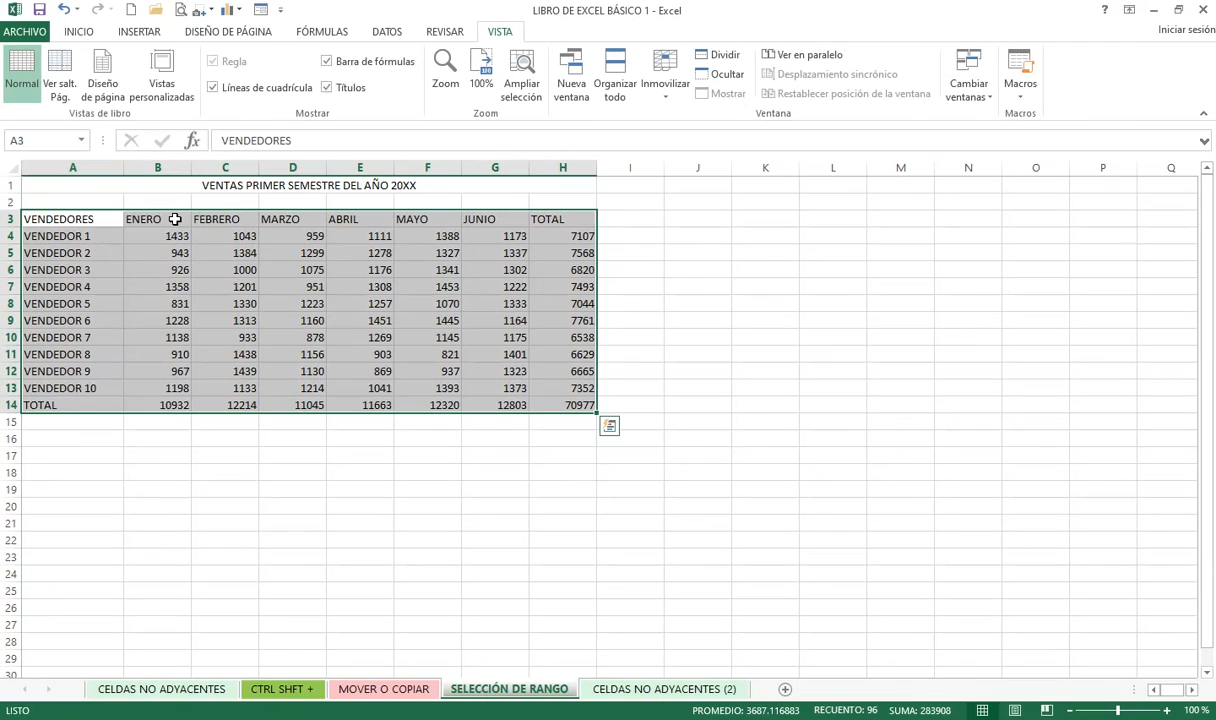 LIBRO DE EXCEL BÁSICO 1 - Excel
ARCHIVO INICIO INSERTAR DISEÑO DE PÁGINA FÓRMULAS DATOS REVISAR VISTA Iniciar sesión
Normal
Ver salt. Pág.
Diseño de página
Vistas personalizadas
Vistas de libro
Regla
Barra de fórmulas
Líneas de cuadrícula
Títulos
Mostrar
Zoom
100%
Ampliar selección
Zoom
Nueva ventana
Organizar todo
Inmovilizar
Dividir
Ocultar
Mostrar
Ver en paralelo
Desplazamiento sincrónico
Restablecer posición de la ventana
Cambiar ventanas
Ventana
Macros
Macros
A3 fx VENDEDORES
A B C D E F G H I J K L M N O P Q
1 VENTAS PRIMER SEMESTRE DEL AÑO 20XX
2
3 VENDEDORES ENERO FEBRERO MARZO ABRIL MAYO JUNIO TOTAL
4 VENDEDOR 1 1433 1043 959 1111 1388 1173 7107
5 VENDEDOR 2 943 1384 1299 1278 1327 1337 7568
6 VENDEDOR 3 926 1000 1075 1176 1341 1302 6820
7 VENDEDOR 4 1358 1201 951 1308 1453 1222 7493
8 VENDEDOR 5 831 1330 1223 1257 1070 1333 7044
9 VENDEDOR 6 1228 1313 1160 1451 1445 1164 7761
10 VENDEDOR 7 1138 933 878 1269 1145 1175 6538
11 VENDEDOR 8 910 1438 1156 903 821 1401 6629
12 VENDEDOR 9 967 1439 1130 869 937 1323 6665
13 VENDEDOR 10 1198 1133 1214 1041 1393 1373 7352
14 TOTAL 10932 12214 11045 11663 12320 12803 70977
15
16
17
18
19
20
21
22
23
24
25
26
27
28
29
30
CELDAS NO ADYACENTES CTRL SHFT + MOVER O COPIAR SELECCIÓN DE RANGO CELDAS NO ADYACENTES (2)
LISTO PROMEDIO: 3687.116883 RECUENTO: 96 SUMA: 283908 100 %